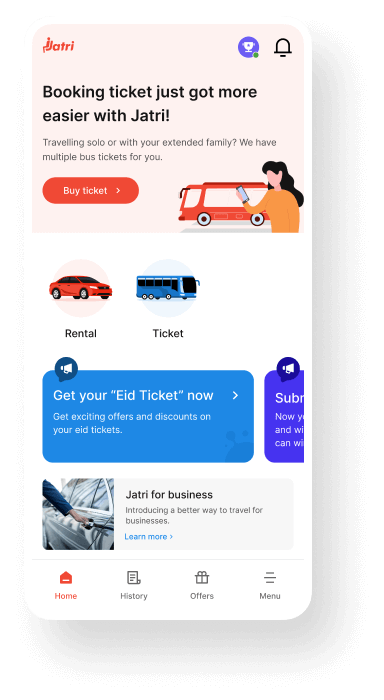 Jatri
Booking ticket just got more
easier with Jatri!
Travelling solo or with your extended family? We have
multiple bus tickets for you.
Buy ticket
Rental
Ticket
Get your “Eid Ticket” now
Get exciting offers and discounts on
your eid tickets.
Now
and
can
Jatri for business
Introducing a better way to travel for
businesses.
Learn more
Home
History
Offers
Menu